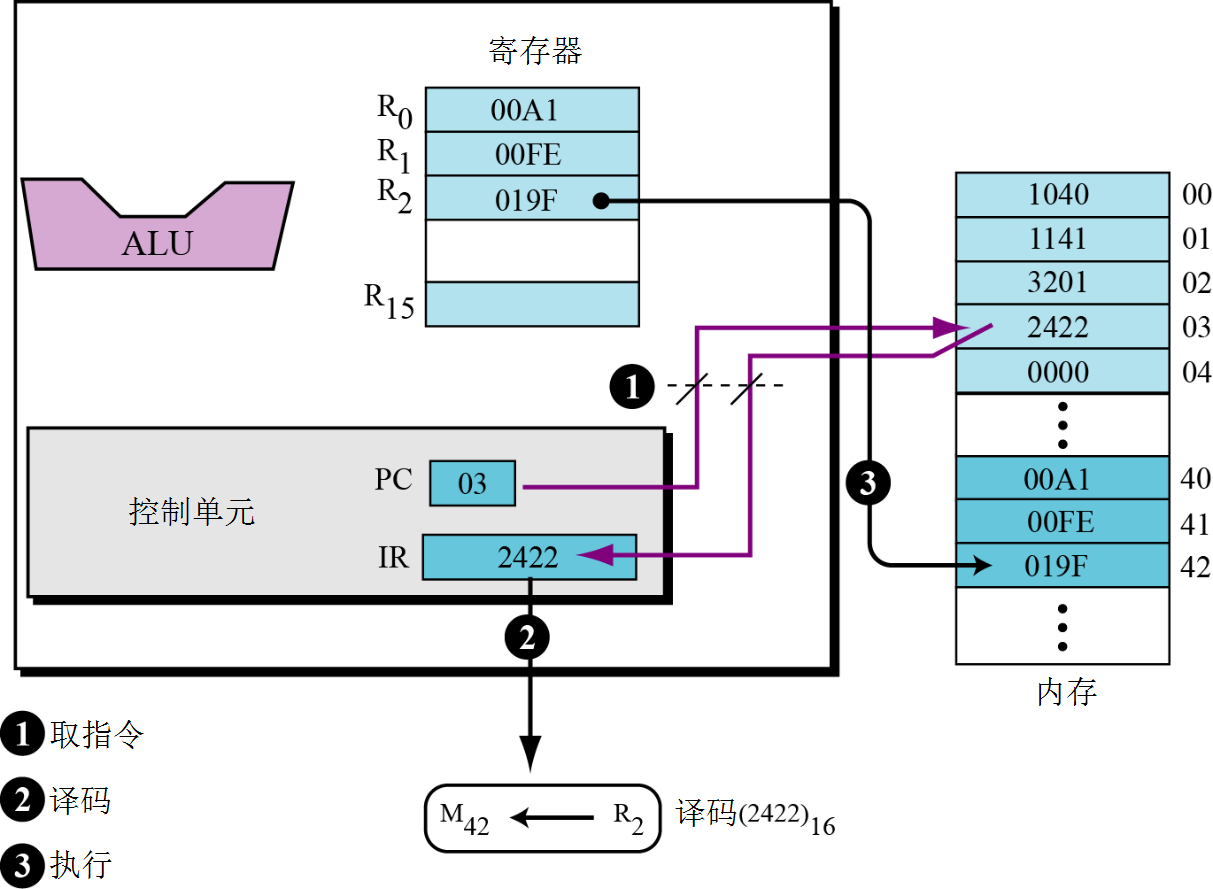 寄存器
R0 00A1
R1 00FE
R2 019F
R15
ALU
1040 00
1141 01
3201 02
2422 03
0000 04
00A1 40
00FE 41
019F 42
内存
1
3
控制单元
PC 03
IR 2422
2
1 取指令
2 译码
3 执行
M42 R2 译码(2422)16